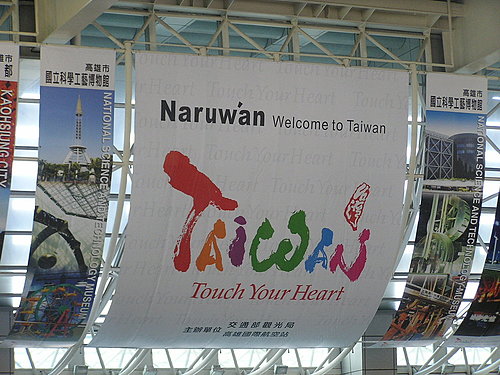 都
雄市
KAOHSIUNG CITY
高雄市
國立科學工藝博物館
NATIONAL SCIENCE AND TECHNOLOGY MUSEUM
Naruwan Welcome to Taiwan
TAIWAN
Touch Your Heart
主辦單位 交通部觀光局
高雄國際航空站
高雄市
國立科學工藝博物館
NATIONAL SCIENCE AND TECHNOLOGY MUSEUM